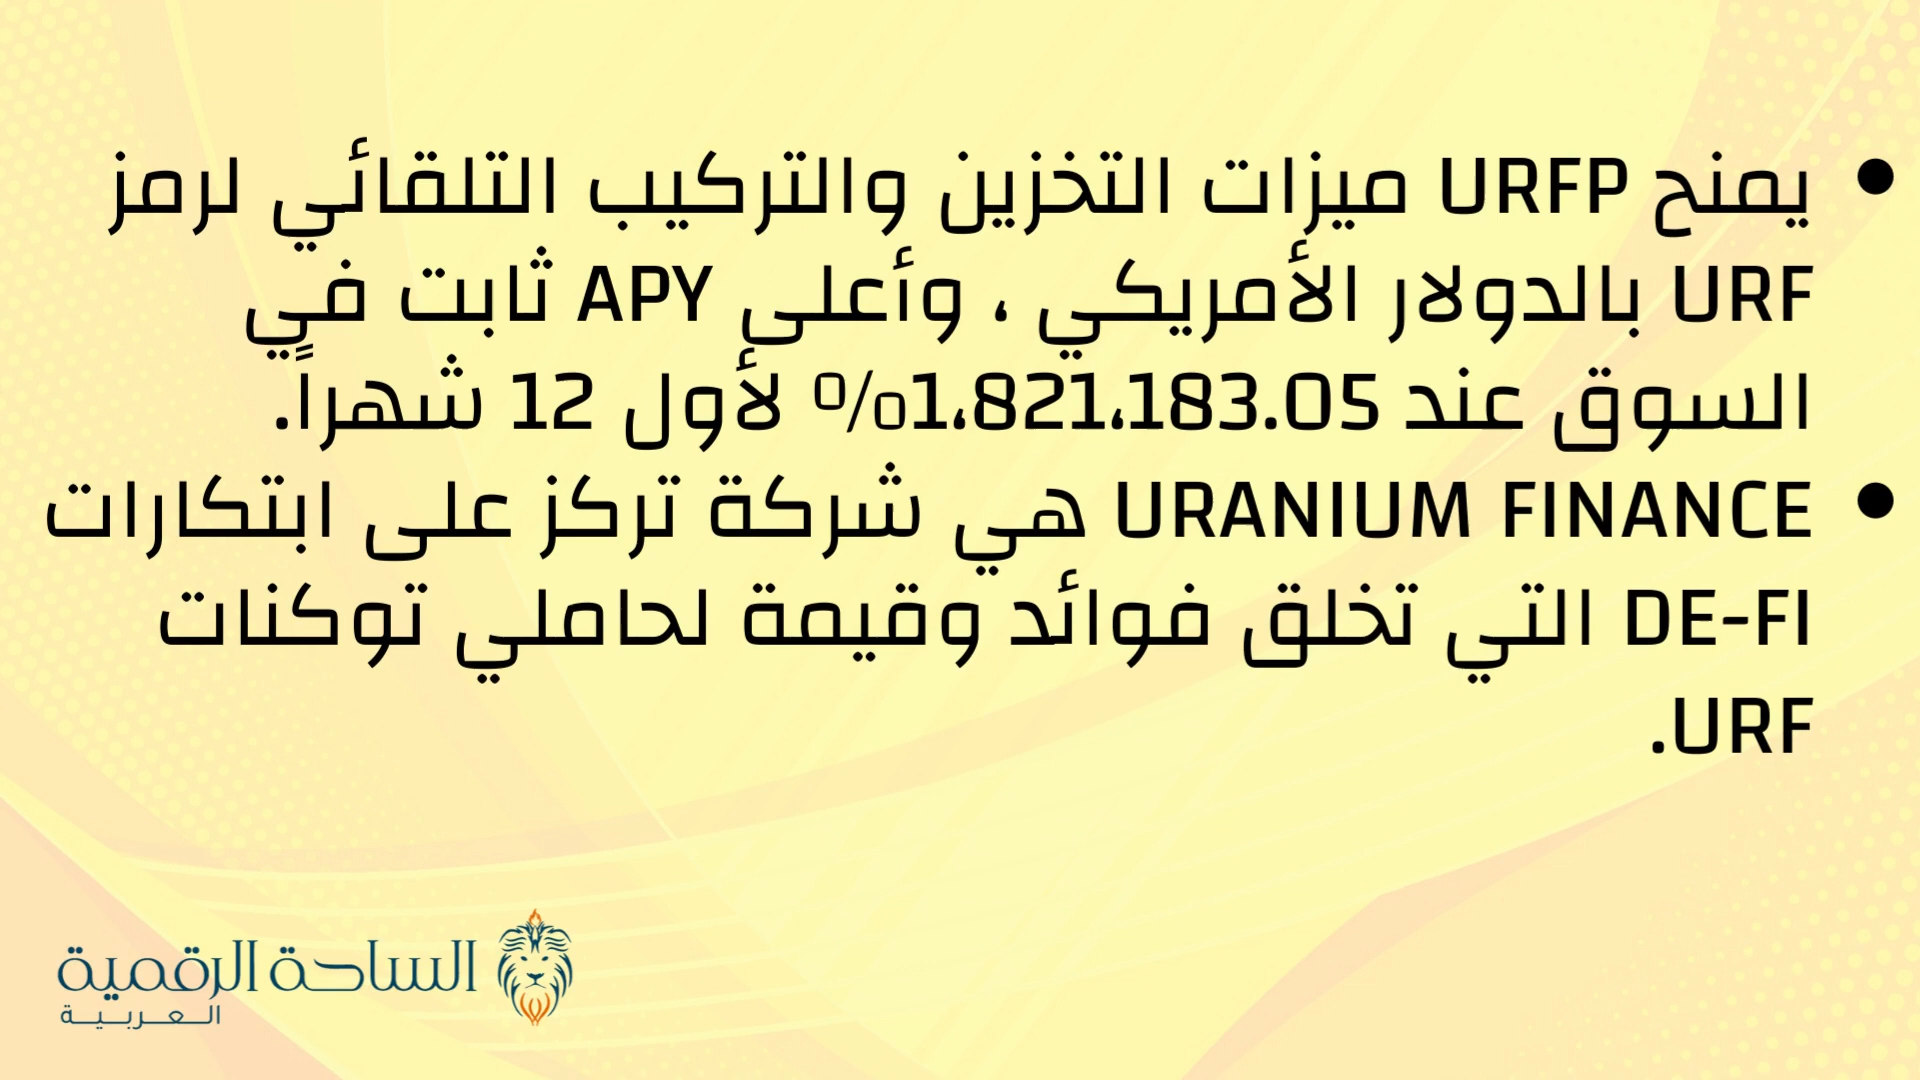 • يمنح URFP ميزات التخزين والتركيب التلقائي لرمز
URF بالدولار الأمريكي ، وأعلى APY ثابت في
السوق عند 1،821،183.05% لأول 12 شهراً.
• URANIUM FINANCE هي شركة تركز على ابتكارات
DE-FI التي تخلق فوائد وقيمة لحاملي توكنات
URF.
الساحة الرقمية
العربية